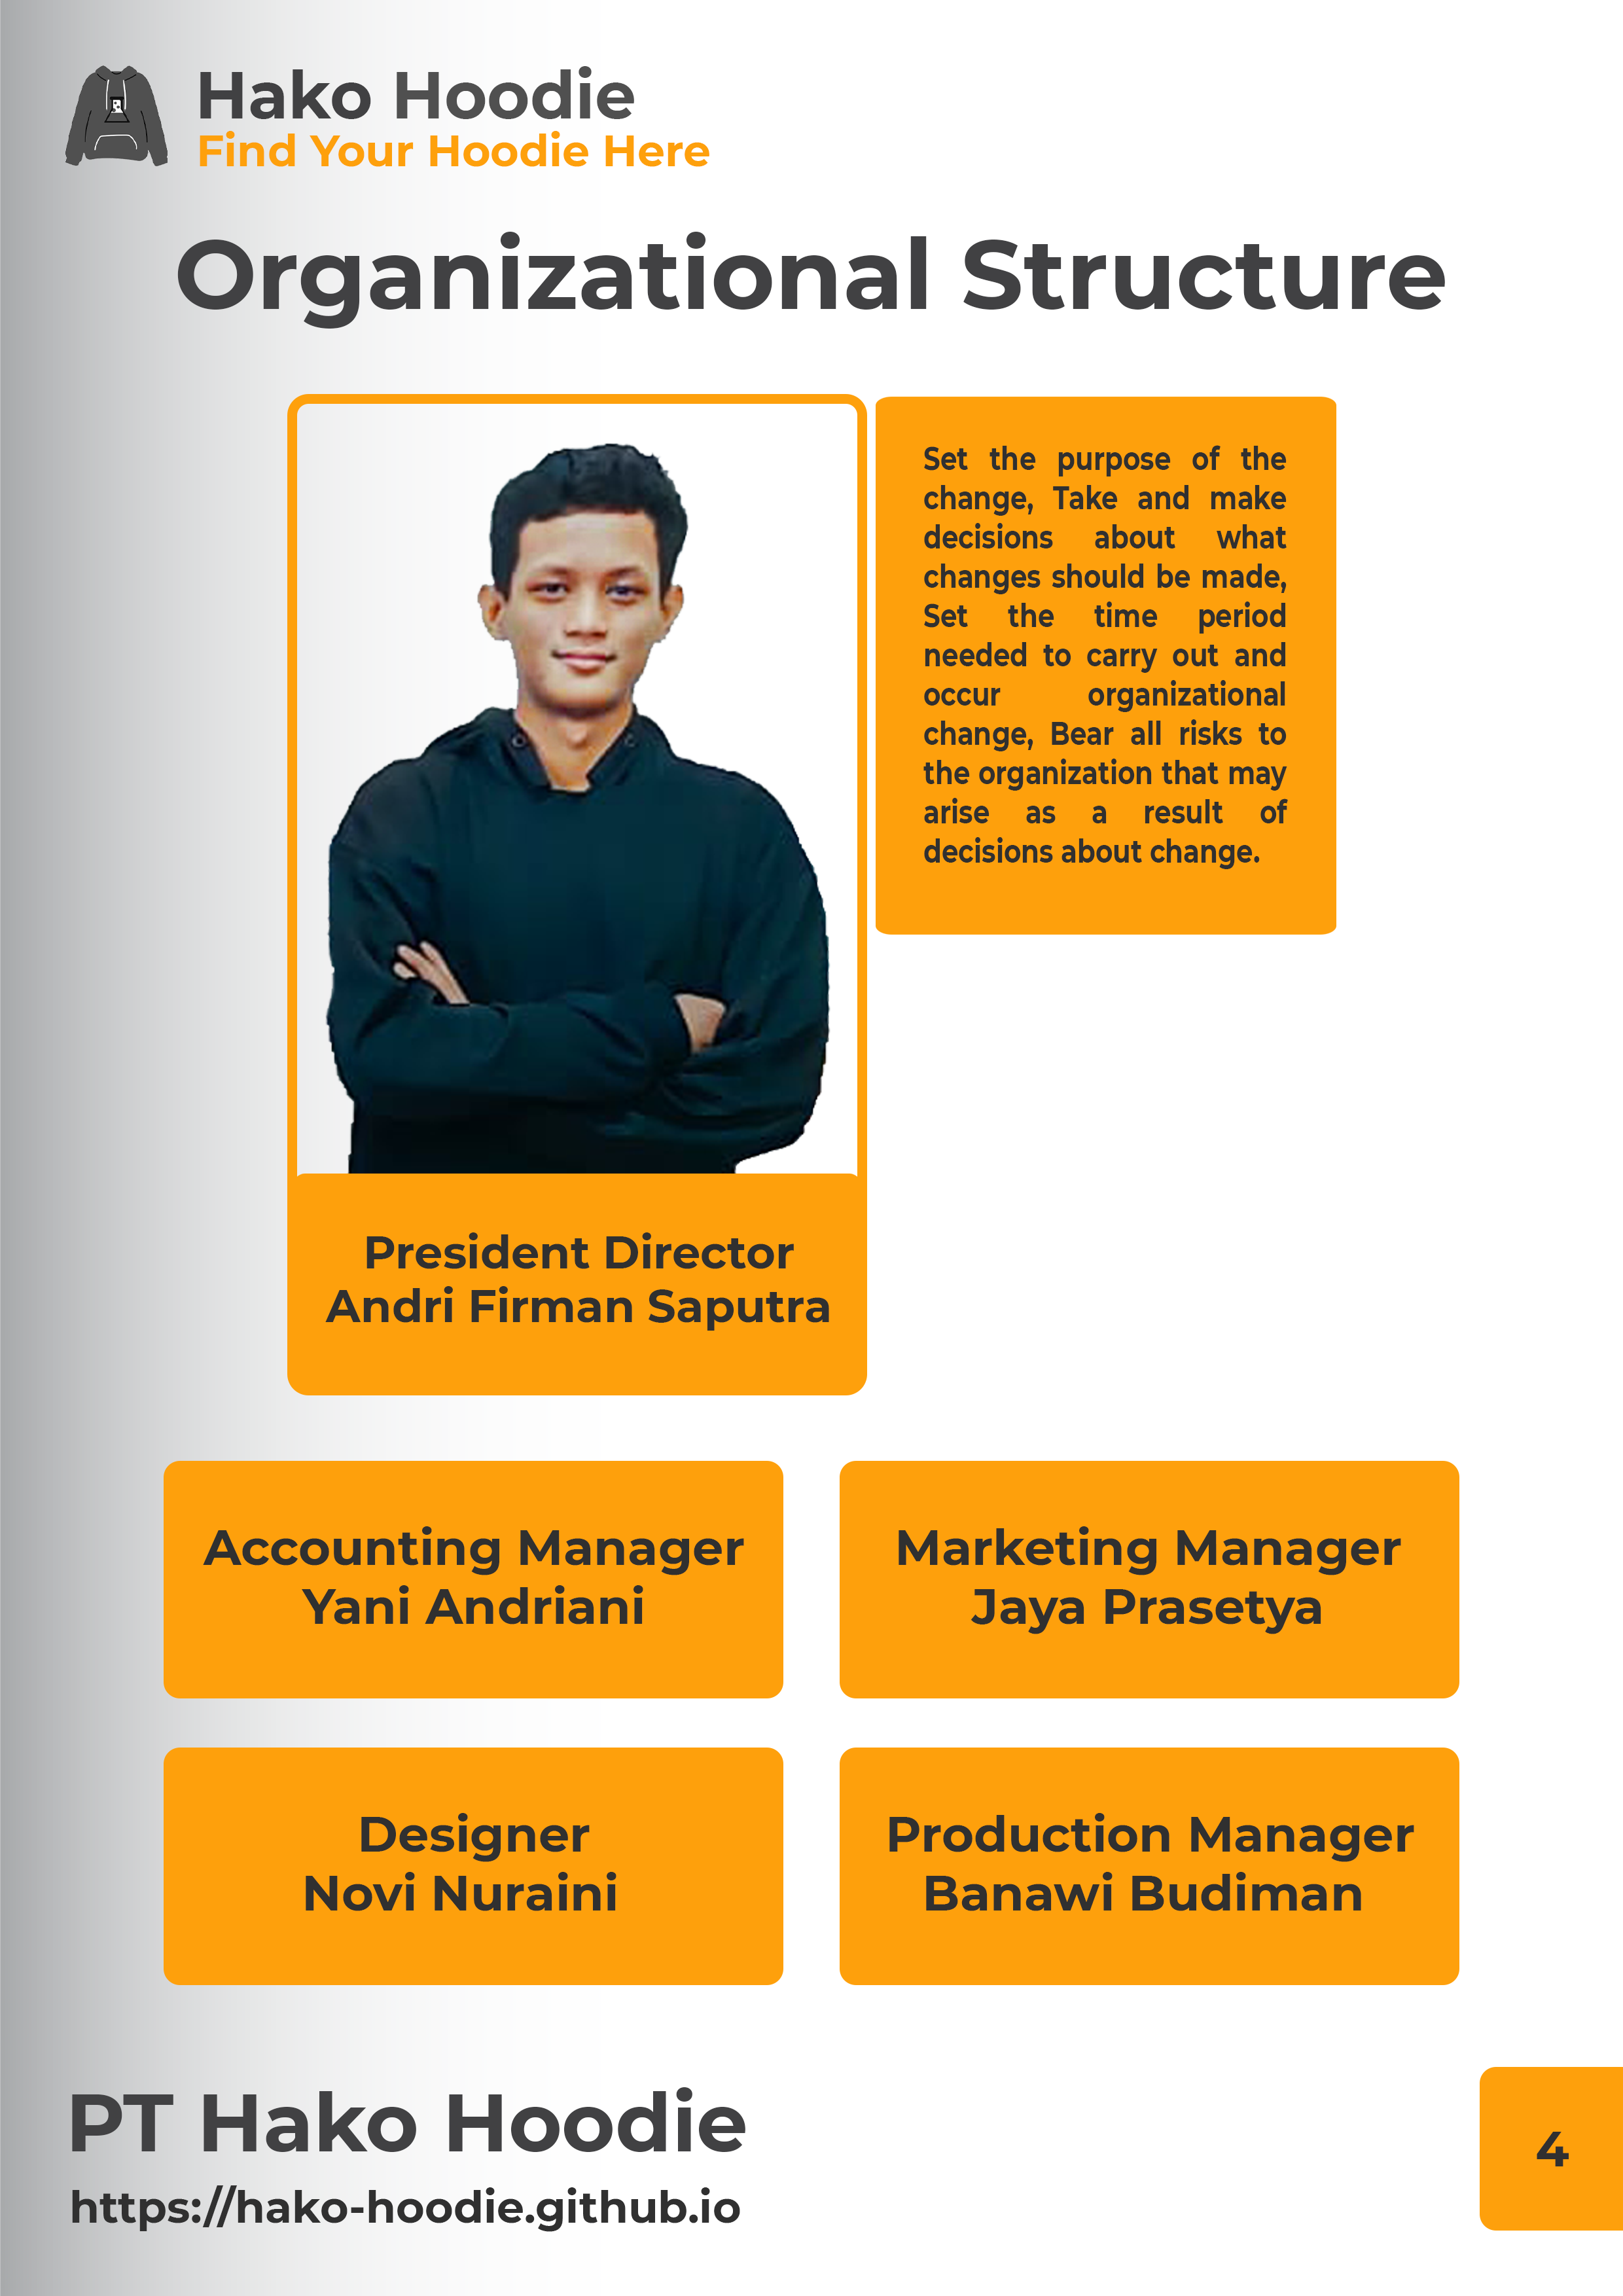 Hako Hoodie
Find Your Hoodie Here
Organizational Structure
Set the purpose of the
change, Take and make
decisions about what
changes should be made,
Set the time period
needed to carry out and
occur organizational
change, Bear all risks to
the organization that may
arise as a result of
decisions about change.
President Director
Andri Firman Saputra
Accounting Manager
Yani Andriani
Marketing Manager
Jaya Prasetya
Designer
Novi Nuraini
Production Manager
Banawi Budiman
PT Hako Hoodie
https://hako-hoodie.github.io
4